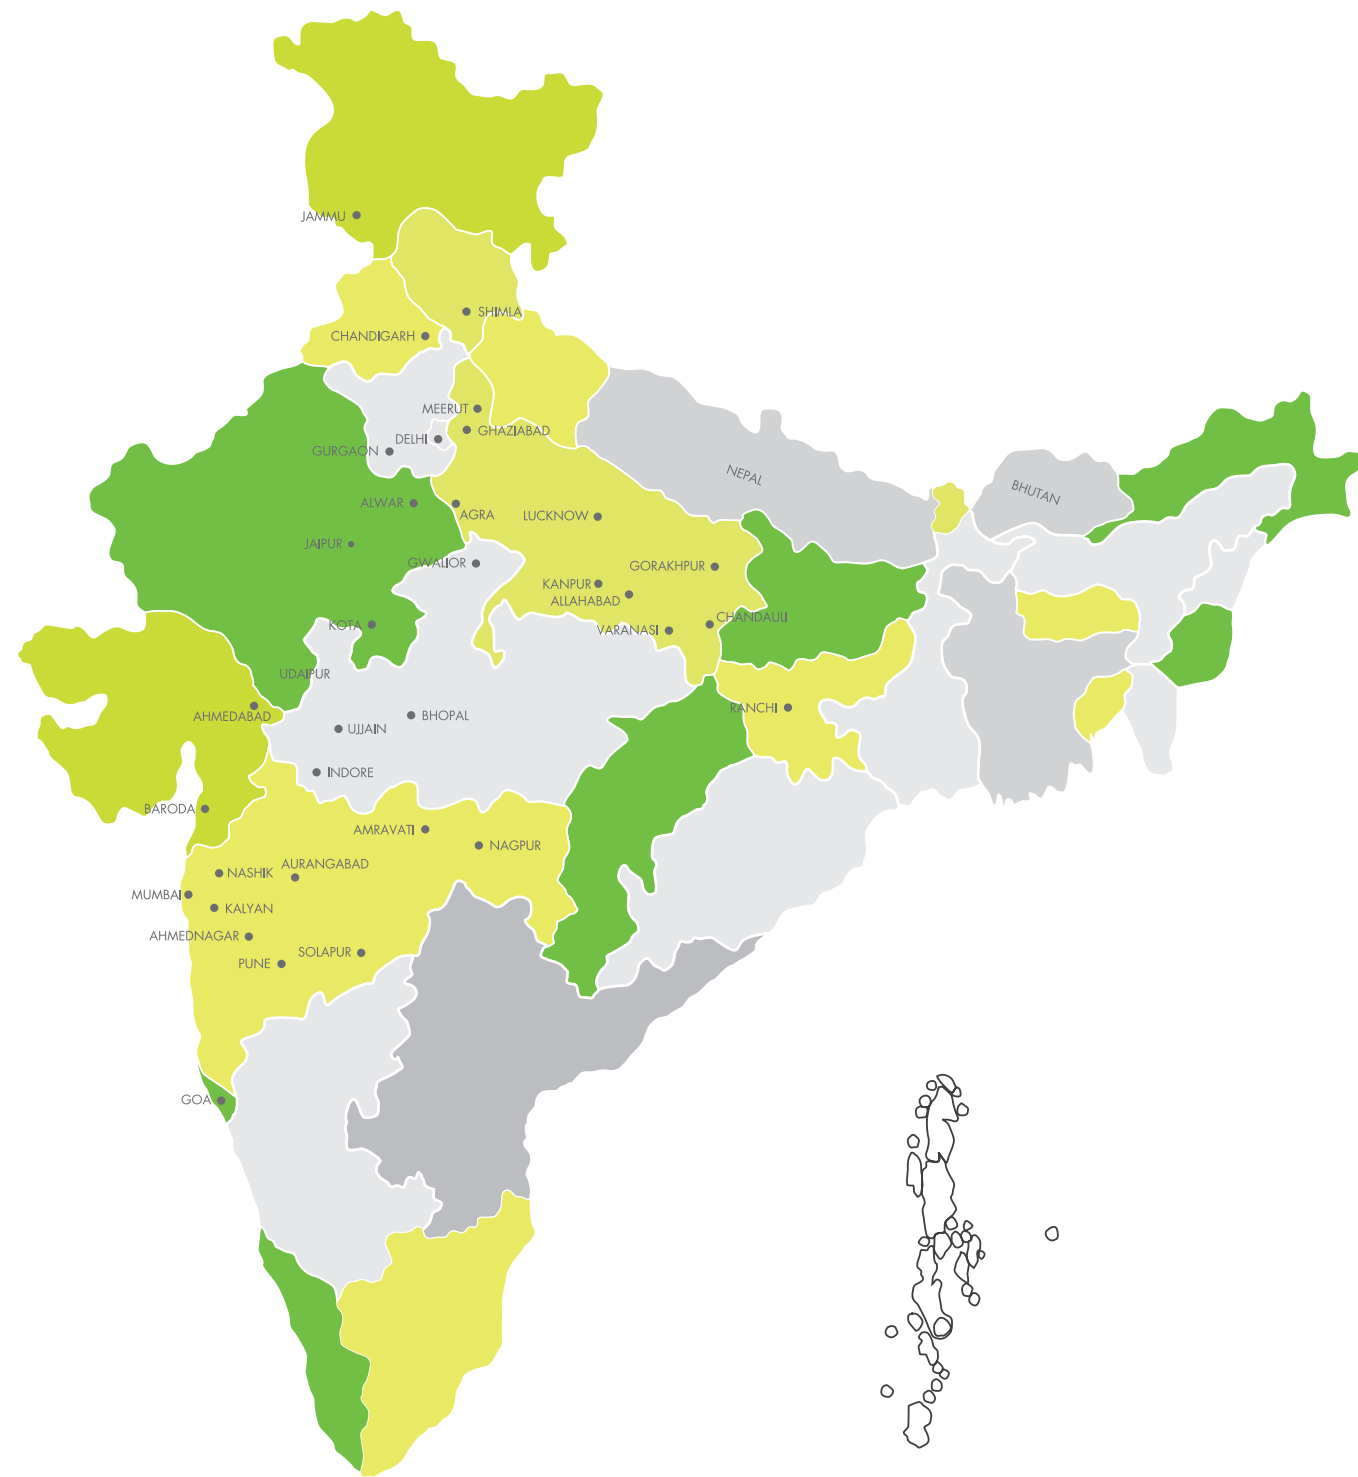 JAMMU
SHIMLA
CHANDIGARH
MEERUT
GHAZIABAD
DELHI
GURGAON
NEPAL
BHUTAN
ALWAR
AGRA
LUCKNOW
JAIPUR
GWALIOR
GORAKHPUR
KANPUR
ALLAHABAD
KOTA
VARANASI
CHANDAULI
UDAIPUR
AHMEDABAD
RANCHI
BHOPAL
UJJAIN
INDORE
BARODA
AMRAVATI
NAGPUR
AURANGABAD
NASHIK
MUMBAI
KALYAN
AHMEDNAGAR
SOLAPUR
PUNE
GOA